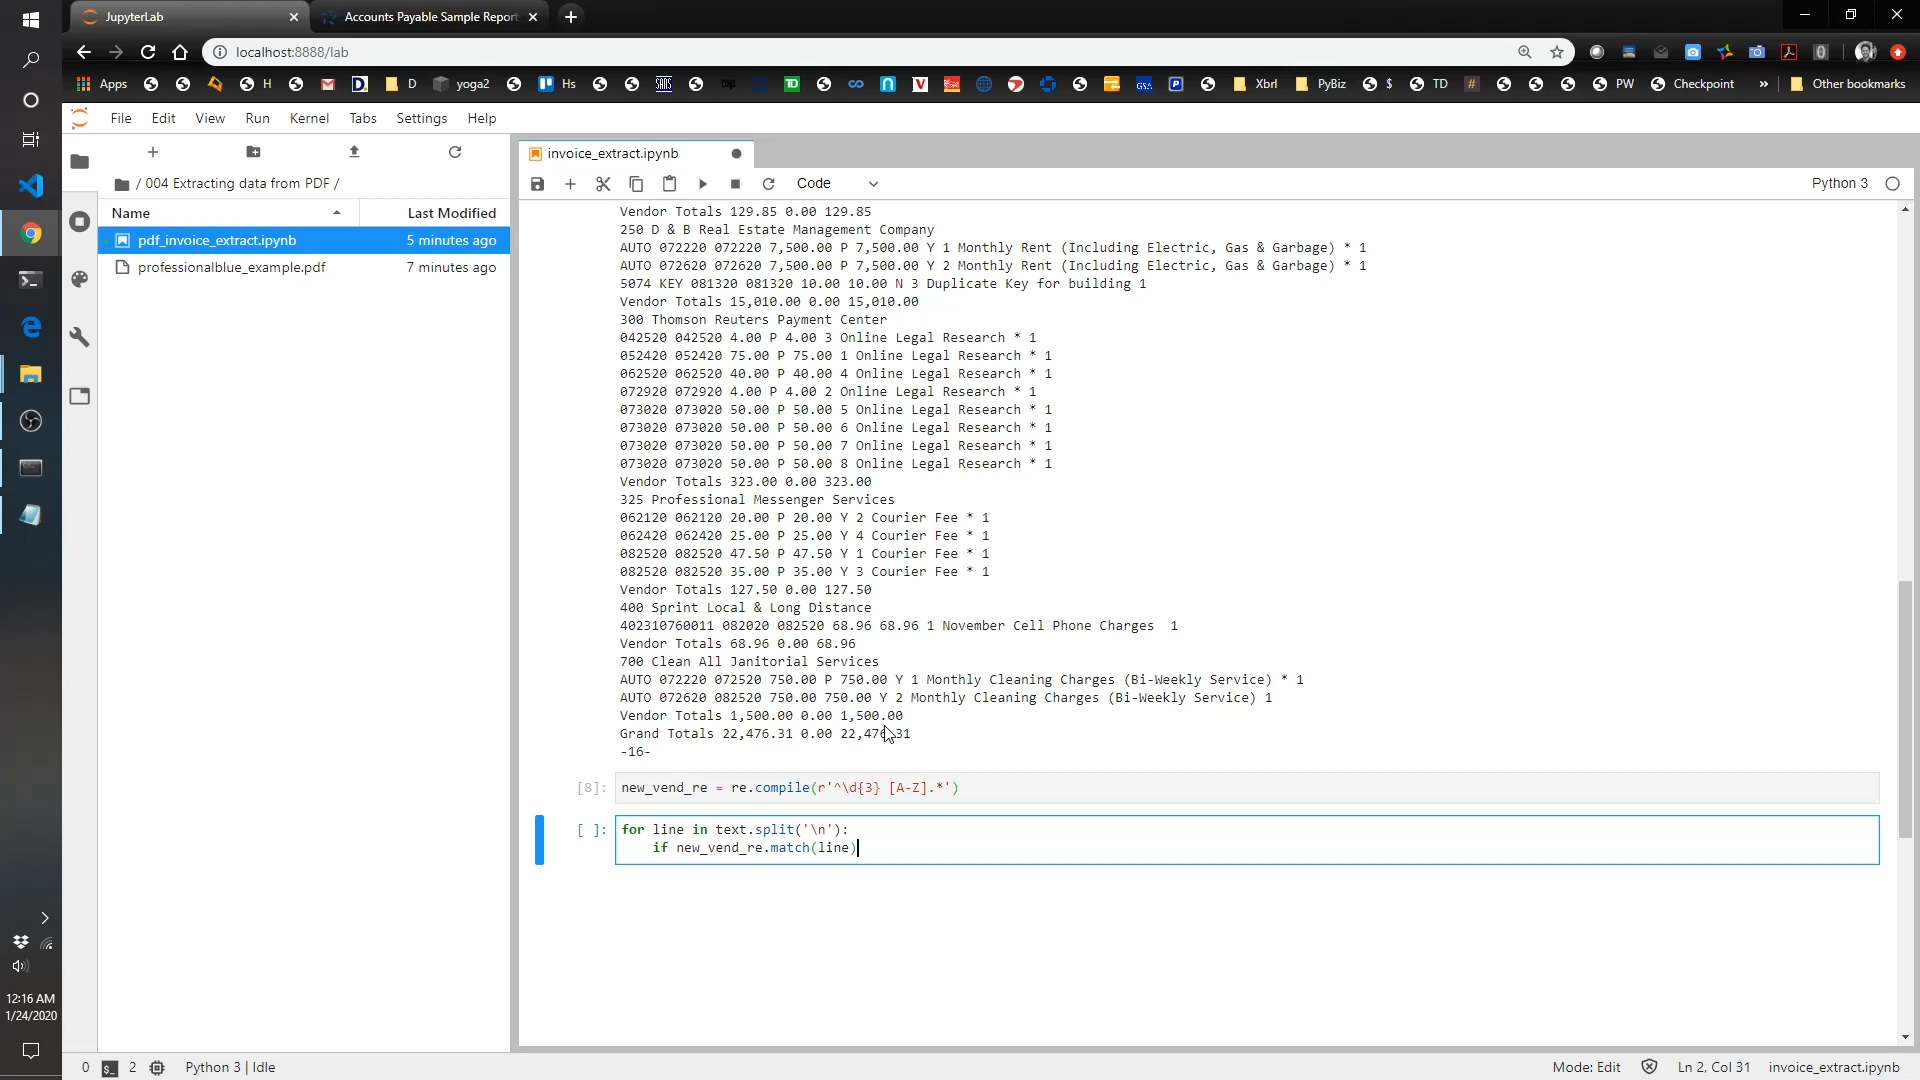 JupyterLab
Accounts Payable Sample Report
localhost:8888/lab
Apps
H
D
yoga2
Hs
TD
GSA
Xbrl
PyBiz
$
TD
#
PW
Checkpoint
»
Other bookmarks
File Edit View Run Kernel Tabs Settings Help
invoice_extract.ipynb
/ 004 Extracting data from PDF /
Code
Python 3
Name Last Modified
pdf_invoice_extract.ipynb 5 minutes ago
professionalblue_example.pdf 7 minutes ago
Vendor Totals 129.85 0.00 129.85
250 D & B Real Estate Management Company
AUTO 072220 072220 7,500.00 P 7,500.00 Y 1 Monthly Rent (Including Electric, Gas & Garbage) * 1
AUTO 072620 072620 7,500.00 P 7,500.00 Y 2 Monthly Rent (Including Electric, Gas & Garbage) * 1
5074 KEY 081320 081320 10.00 10.00 N 3 Duplicate Key for building 1
Vendor Totals 15,010.00 0.00 15,010.00
300 Thomson Reuters Payment Center
042520 042520 4.00 P 4.00 3 Online Legal Research * 1
052420 052420 75.00 P 75.00 1 Online Legal Research * 1
062520 062520 40.00 P 40.00 4 Online Legal Research * 1
072920 072920 4.00 P 4.00 2 Online Legal Research * 1
073020 073020 50.00 P 50.00 5 Online Legal Research * 1
073020 073020 50.00 P 50.00 6 Online Legal Research * 1
073020 073020 50.00 P 50.00 7 Online Legal Research * 1
073020 073020 50.00 P 50.00 8 Online Legal Research * 1
Vendor Totals 323.00 0.00 323.00
325 Professional Messenger Services
062120 062120 20.00 P 20.00 Y 2 Courier Fee * 1
062420 062420 25.00 P 25.00 Y 4 Courier Fee * 1
082520 082520 47.50 P 47.50 Y 1 Courier Fee * 1
082520 082520 35.00 P 35.00 Y 3 Courier Fee * 1
Vendor Totals 127.50 0.00 127.50
400 Sprint Local & Long Distance
402310760011 082020 082520 68.96 68.96 1 November Cell Phone Charges  1
Vendor Totals 68.96 0.00 68.96
700 Clean All Janitorial Services
AUTO 072220 072520 750.00 P 750.00 Y 1 Monthly Cleaning Charges (Bi-Weekly Service) * 1
AUTO 072620 082520 750.00 750.00 Y 2 Monthly Cleaning Charges (Bi-Weekly Service) 1
Vendor Totals 1,500.00 0.00 1,500.00
Grand Totals 22,476.31 0.00 22,476.31
-16-
[8]: new_vend_re = re.compile(r'^\d{3} [A-Z].*')
[ ]: for line in text.split('\n'):
if new_vend_re.match(line)
12:16 AM
1/24/2020
0 2 Python 3 | Idle Mode: Edit Ln 2, Col 31 invoice_extract.ipynb